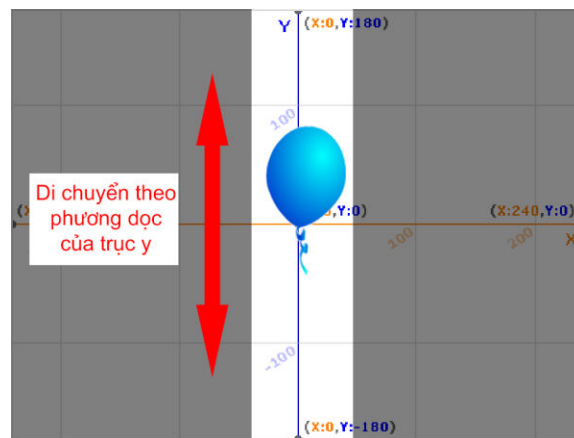 Y (X:0,Y:180)
100
Di chuyển theo
phương dọc
của trục y
(X
,Y:0)
(X:240,Y:0)
100
200
X
-100
(X:0,Y:-180)